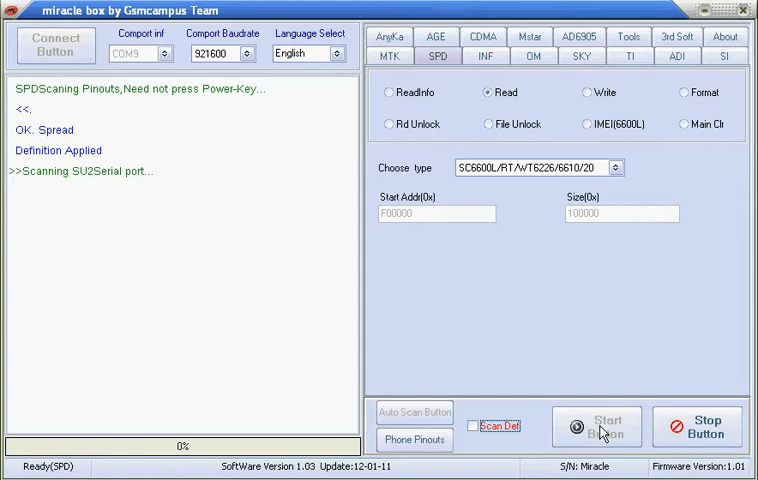 miracle box by Gsmcampus Team
Connect Button
Comport inf
COM9
Comport Baudrate
921600
Language Select
English
SPDScaning Pinouts,Need not press Power-Key...
<<.
OK. Spread
Definition Applied
>>Scanning SU2Serial port...
0%
AnyKa AGE CDMA Mstar AD6905 Tools 3rd Soft About
MTK SPD INF OM SKY TI ADI SI
ReadInfo Read Write Format
Rd Unlock File Unlock IMEI(6600L) Main Clr
Choose type SC6600L/RT/WT6226/6610/20
Start Addr(0x) Size(0x)
F00000 100000
Auto Scan Button
Phone Pinouts
Scan Def
Start Button
Stop Button
Ready(SPD) SoftWare Version 1.03 Update:12-01-11 S/N: Miracle Firmware Version:1.01